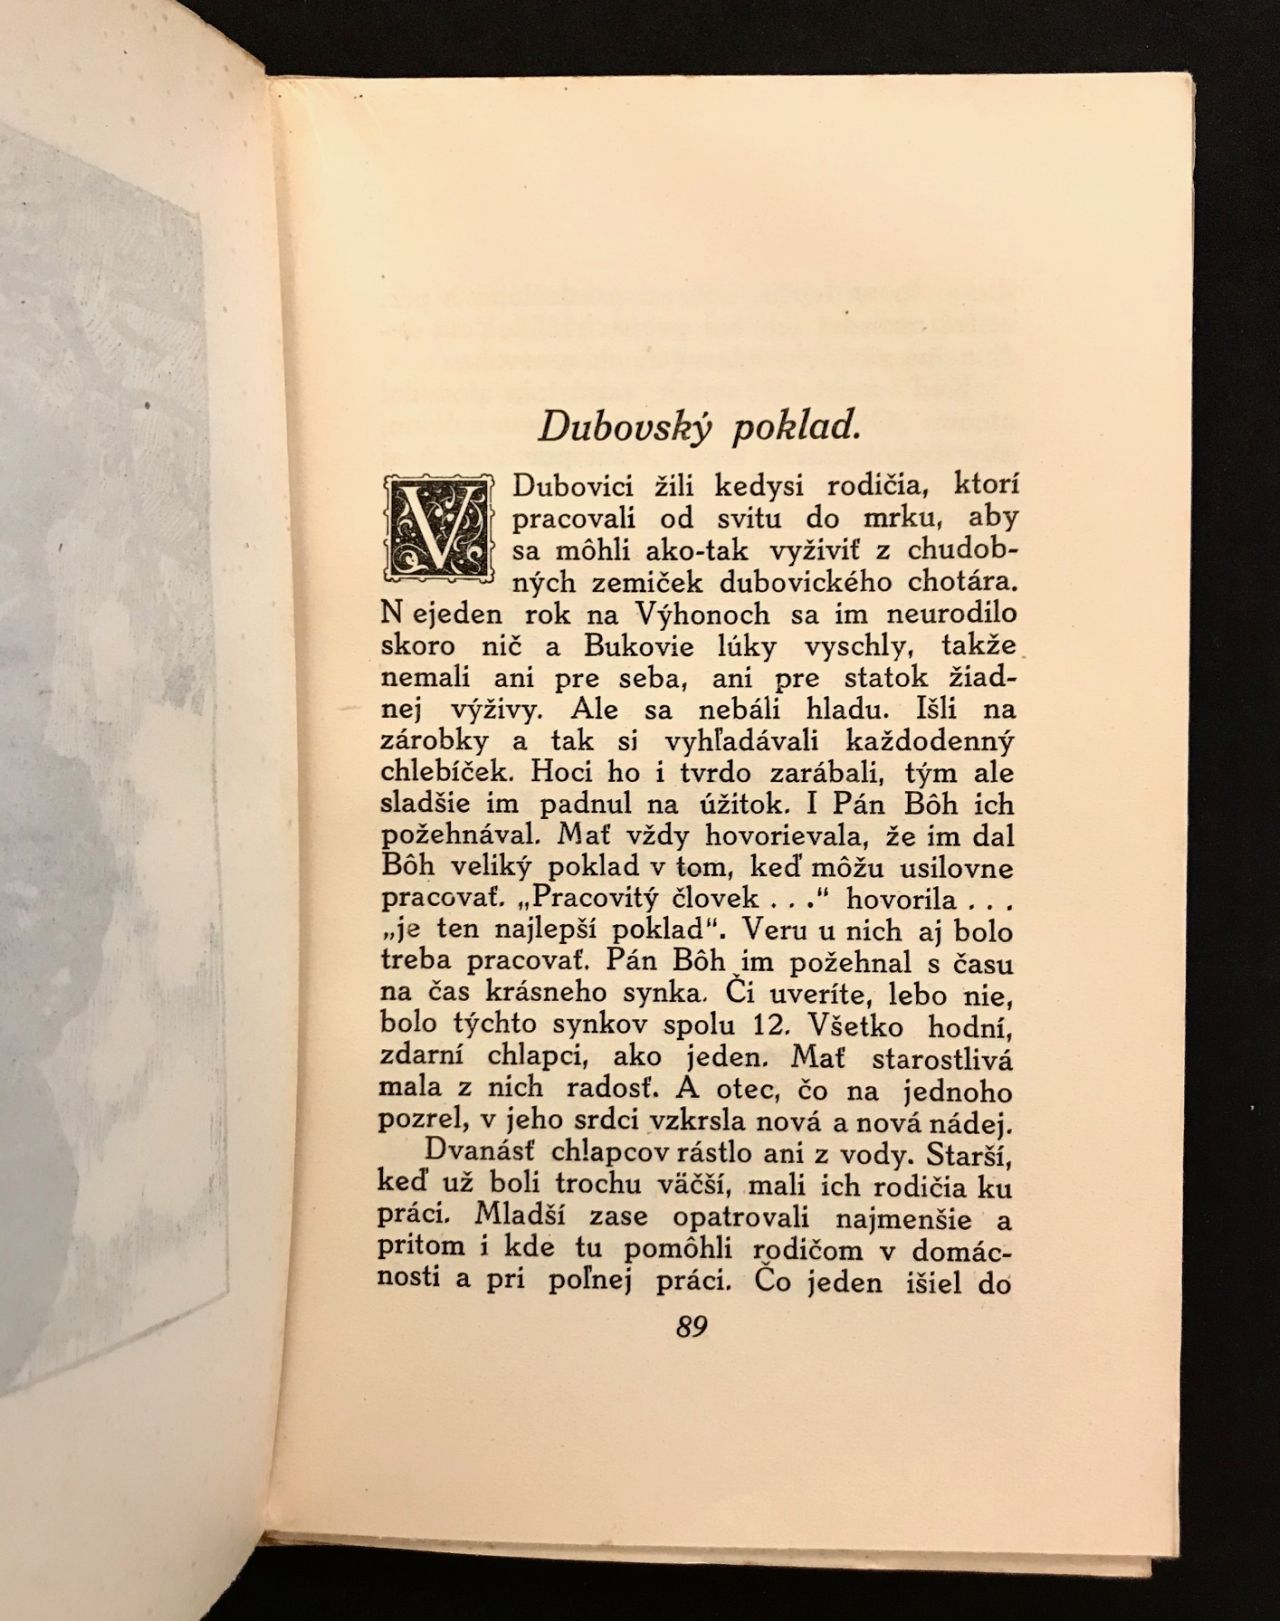 Dubovský poklad.
V Dubovici žili kedysi rodičia, ktorí
pracovali od svitu do mrku, aby
sa môhli ako-tak vyživiť z chudob-
ných zemiček dubovického chotára.
N ejeden rok na Výhonoch sa im neurodilo
skoro nič a Bukovie lúky vyschly, takže
nemali ani pre seba, ani pre statok žiad-
nej výživy. Ale sa nebáli hladu. Išli na
zárobky a tak si vyhľadávali každodenný
chlebíček. Hoci ho i tvrdo zarábali, tým ale
sladšie im padnul na úžitok. I Pán Bôh ich
požehnával. Mať vždy hovorievala, že im dal
Bôh veliký poklad v tom, keď môžu usilovne
pracovať. „Pracovitý človek . . .“ hovorila . . .
„je ten najlepší poklad“. Veru u nich aj bolo
treba pracovať. Pán Bôh im požehnal s času
na čas krásneho synka. Či uveríte, lebo nie,
bolo týchto synkov spolu 12. Všetko hodní,
zdarní chlapci, ako jeden. Mať starostlivá
mala z nich radosť. A otec, čo na jednoho
pozrel, v jeho srdci vzkrsla nová a nová nádej.
Dvanásť chlapcov rástlo ani z vody. Starší,
keď už boli trochu väčší, mali ich rodičia ku
práci. Mladší zase opatrovali najmenšie a
pritom i kde tu pomôhli rodičom v domác-
nosti a pri poľnej práci. Čo jeden išiel do
89